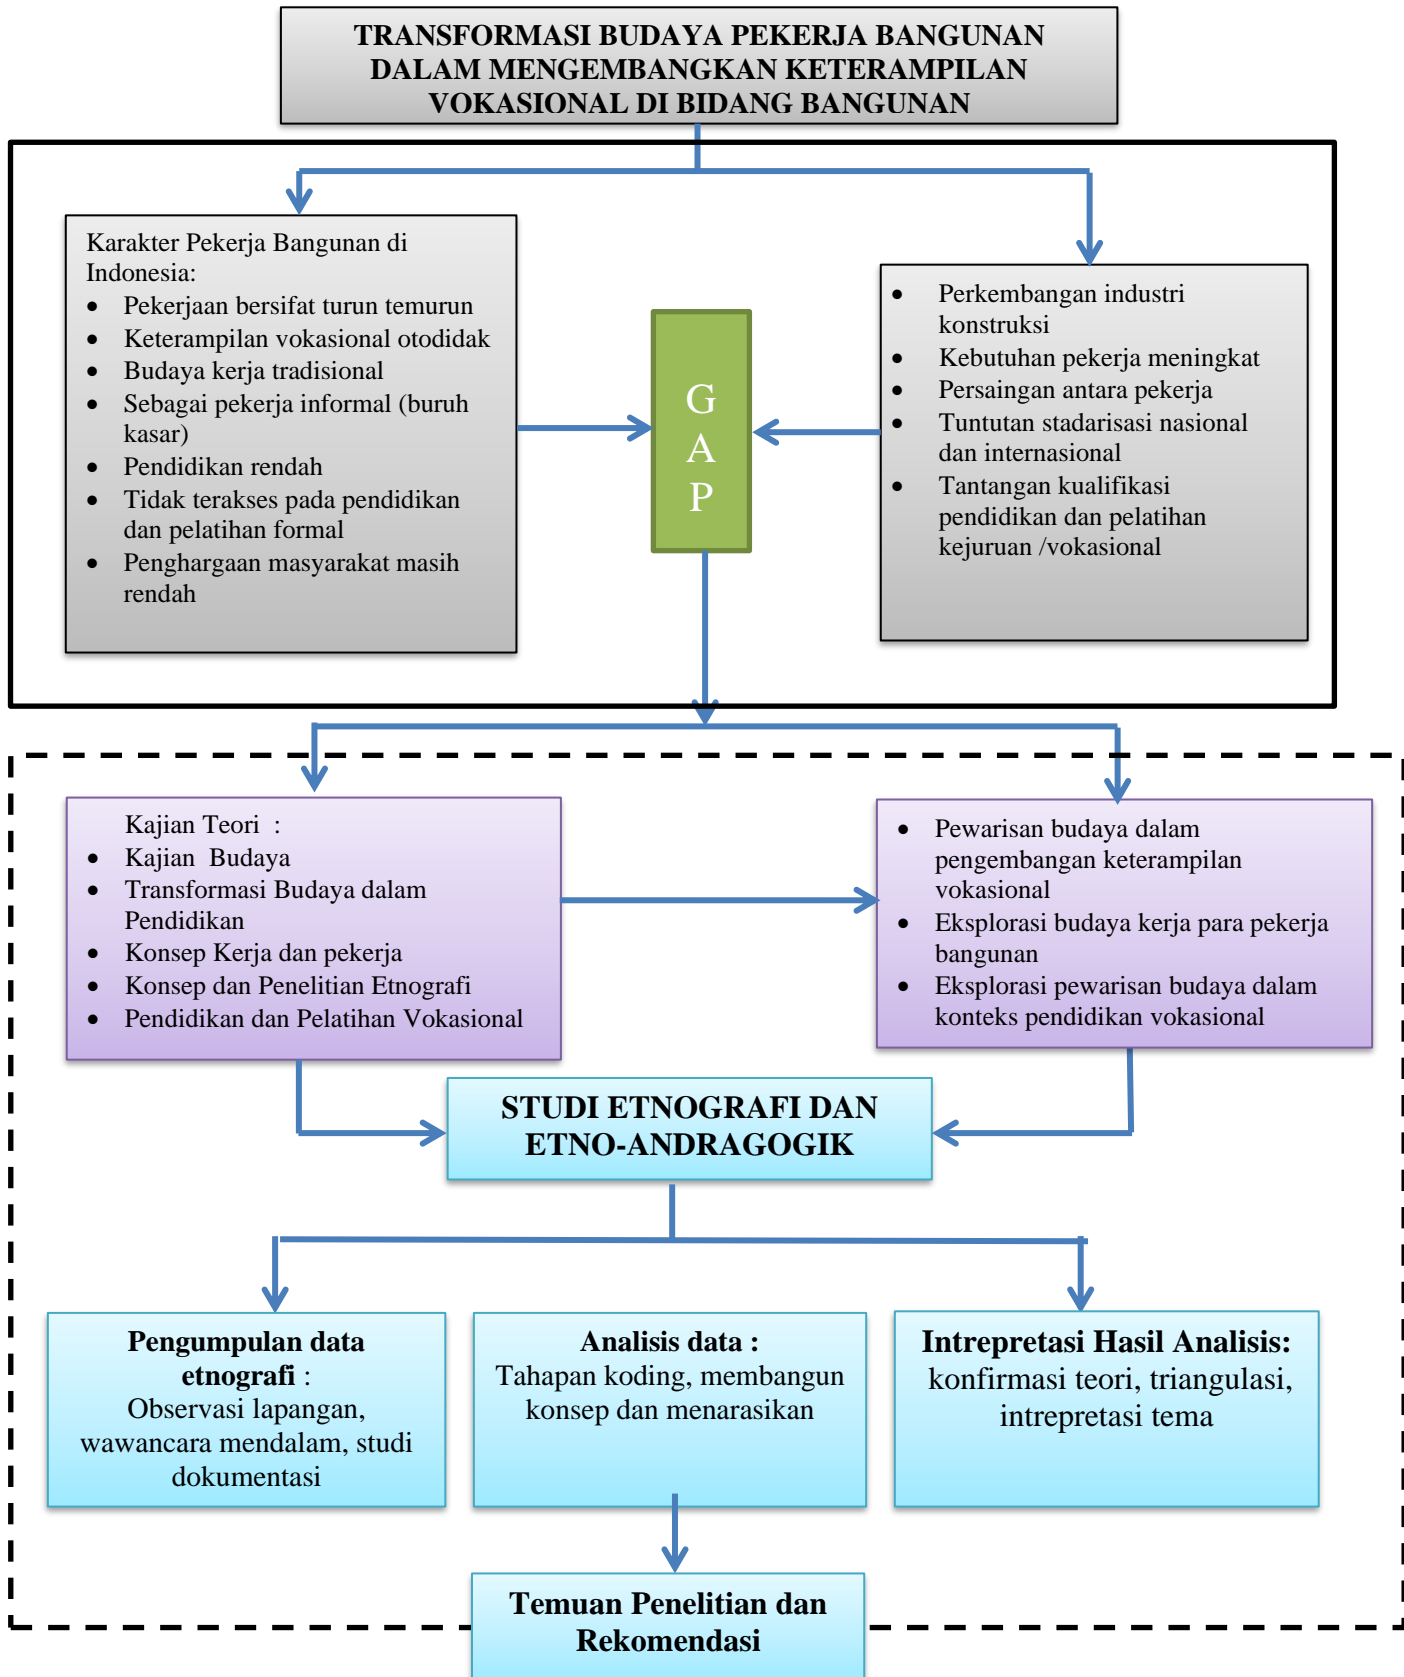 TRANSFORMASI BUDAYA PEKERJA BANGUNAN
DALAM MENGEMBANGKAN KETERAMPILAN
VOKASIONAL DI BIDANG BANGUNAN
Karakter Pekerja Bangunan di
Indonesia:
• Pekerjaan bersifat turun temurun
• Keterampilan vokasional otodidak
• Budaya kerja tradisional
• Sebagai pekerja informal (buruh
kasar)
• Pendidikan rendah
• Tidak terakses pada pendidikan
dan pelatihan formal
• Penghargaan masyarakat masih
rendah
G
A
P
• Perkembangan industri
konstruksi
• Kebutuhan pekerja meningkat
• Persaingan antara pekerja
• Tuntutan stadarisasi nasional
dan internasional
• Tantangan kualifikasi
pendidikan dan pelatihan
kejuruan /vokasional
Kajian Teori :
• Kajian Budaya
• Transformasi Budaya dalam
Pendidikan
• Konsep Kerja dan pekerja
• Konsep dan Penelitian Etnografi
• Pendidikan dan Pelatihan Vokasional
• Pewarisan budaya dalam
pengembangan keterampilan
vokasional
• Eksplorasi budaya kerja para pekerja
bangunan
• Eksplorasi pewarisan budaya dalam
konteks pendidikan vokasional
STUDI ETNOGRAFI DAN
ETNO-ANDRAGOGIK
Pengumpulan data
etnografi :
Observasi lapangan,
wawancara mendalam, studi
dokumentasi
Analisis data :
Tahapan koding, membangun
konsep dan menarasikan
Intrepretasi Hasil Analisis:
konfirmasi teori, triangulasi,
intrepretasi tema
Temuan Penelitian dan
Rekomendasi